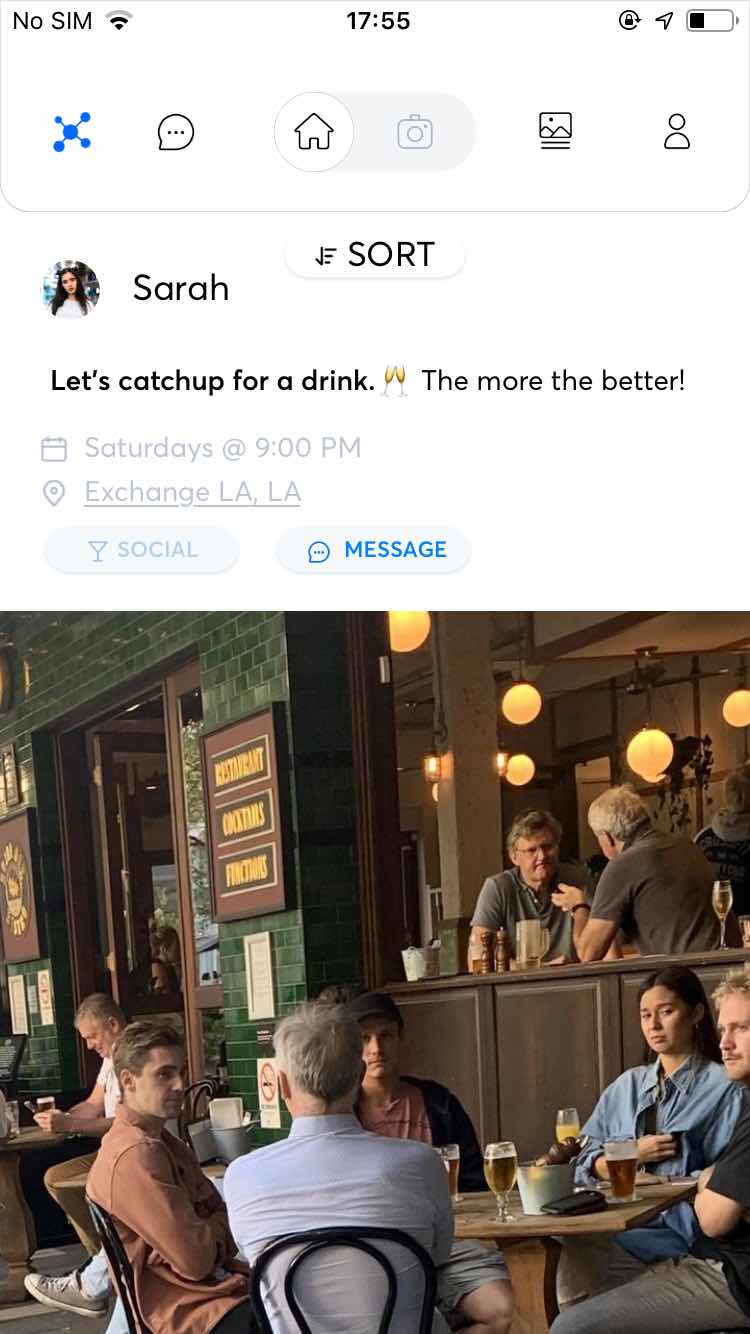 No SIM 17:55
SORT
Sarah
Let's catchup for a drink.🥂 The more the better!
Saturdays @ 9:00 PM
Exchange LA, LA
SOCIAL MESSAGE
RESTAURANT
COCKTAILS
FUNCTIONS